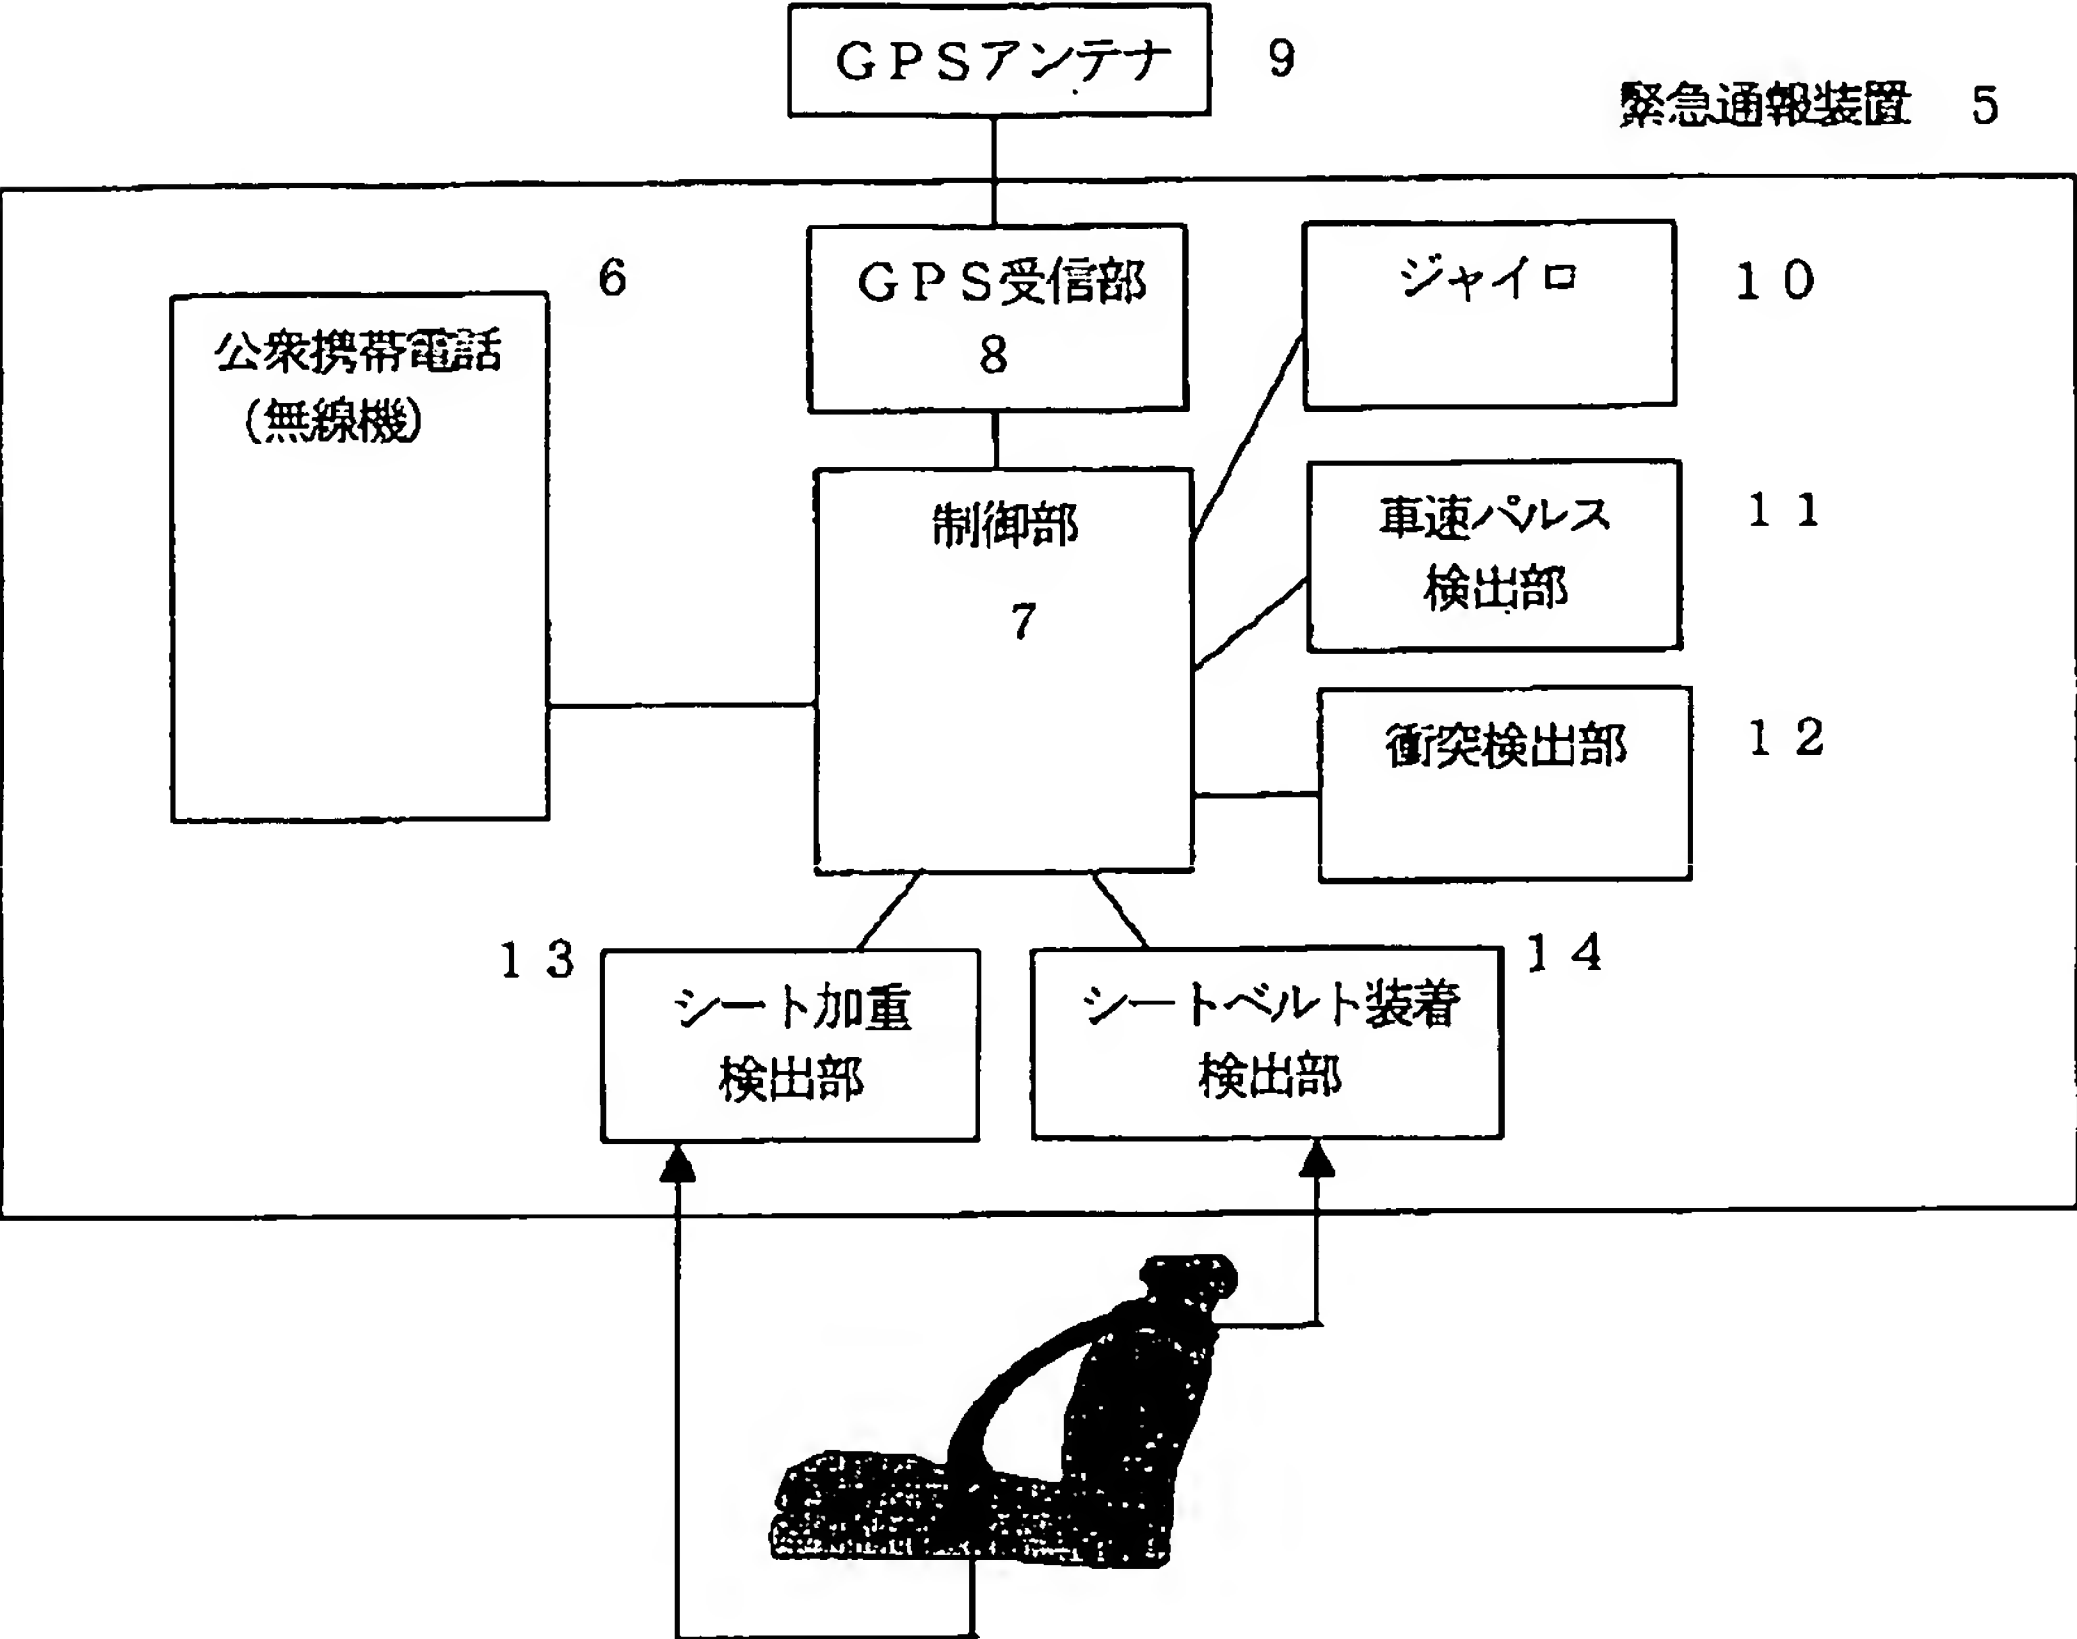 GPSアンテナ 9
緊急通報装置 5
6
公衆携帯電話
(無線機)
GPS受信部
8
ジャイロ 10
制御部
7
車速パルス 11
検出部
衝突検出部 12
13
シート加重
検出部
14
シートベルト装着
検出部